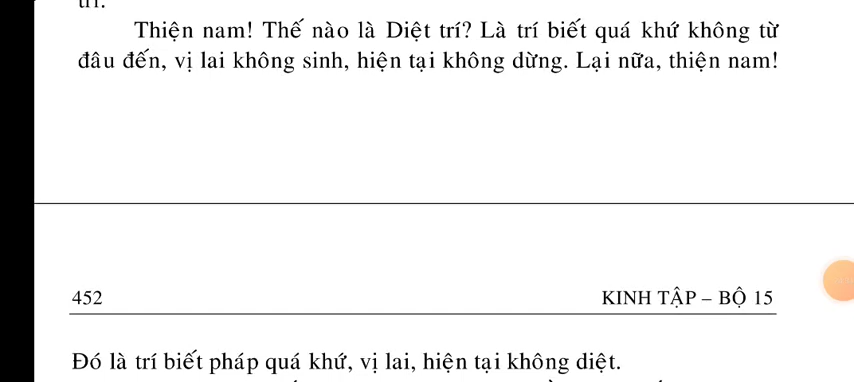 Thiện nam! Thế nào là Diệt trí? Là trí biết quá khứ không từ
đâu đến, vị lai không sinh, hiện tại không dừng. Lại nữa, thiện nam!
452 KINH TẬP – BỘ 15
Đó là trí biết pháp quá khứ, vị lai, hiện tại không diệt.